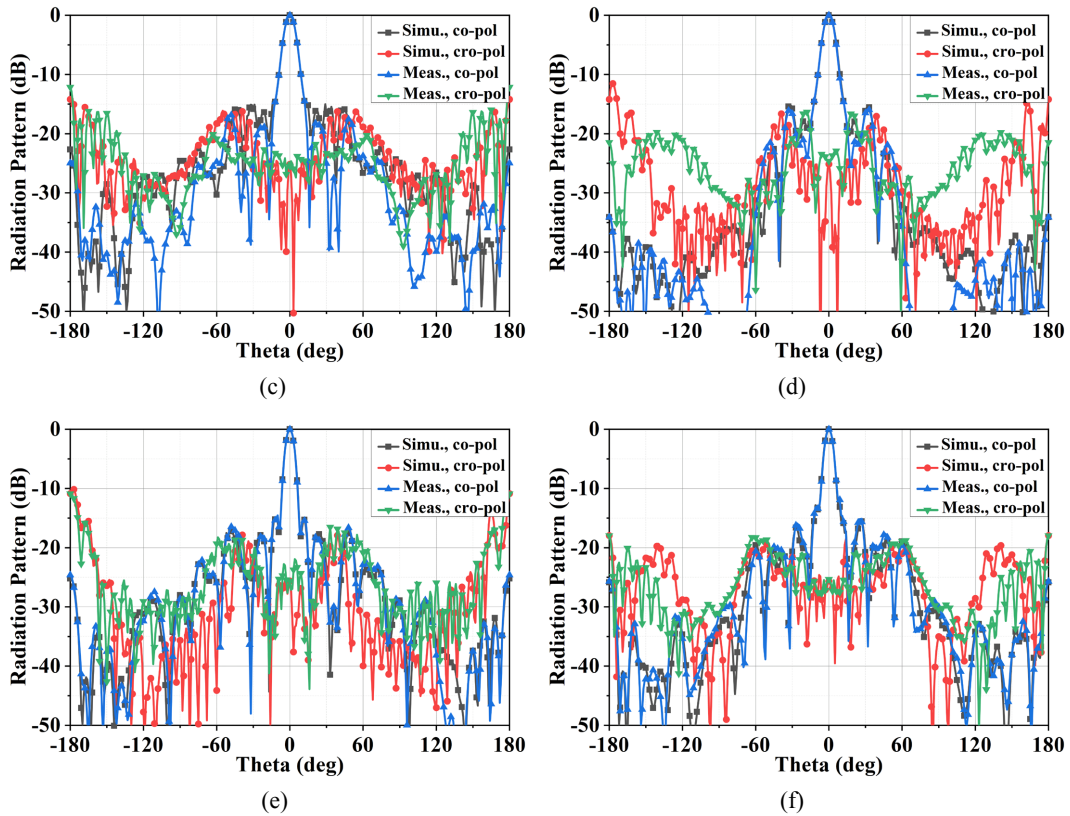 0
-10
-20
-30
-40
-50
Radiation Pattern (dB)
-180 -120 -60 0 60 120 180
Theta (deg)
Simu., co-pol
Simu., cro-pol
Meas., co-pol
Meas., cro-pol
(c)
0
-10
-20
-30
-40
-50
Radiation Pattern (dB)
-180 -120 -60 0 60 120 180
Theta (deg)
Simu., co-pol
Simu., cro-pol
Meas., co-pol
Meas., cro-pol
(d)
0
-10
-20
-30
-40
-50
Radiation Pattern (dB)
-180 -120 -60 0 60 120 180
Theta (deg)
Simu., co-pol
Simu., cro-pol
Meas., co-pol
Meas., cro-pol
(e)
0
-10
-20
-30
-40
-50
Radiation Pattern (dB)
-180 -120 -60 0 60 120 180
Theta (deg)
Simu., co-pol
Simu., cro-pol
Meas., co-pol
Meas., cro-pol
(f)